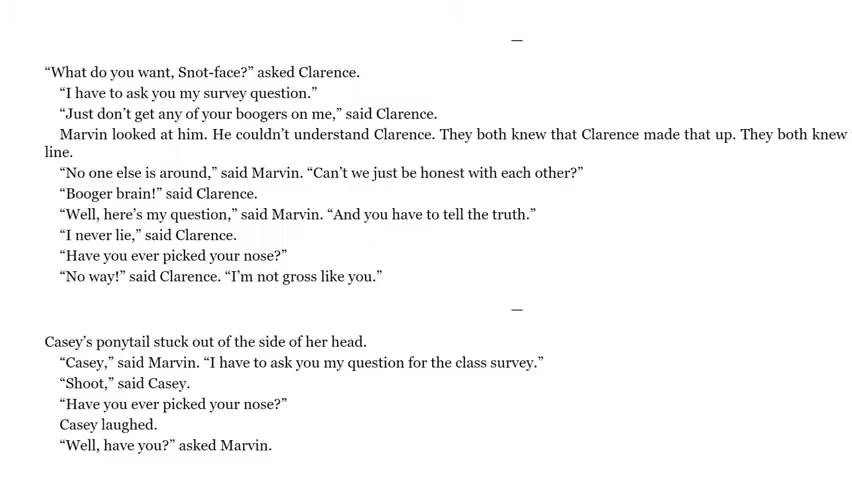 —
“What do you want, Snot-face?” asked Clarence.
“I have to ask you my survey question.”
“Just don’t get any of your boogers on me,” said Clarence.
Marvin looked at him. He couldn’t understand Clarence. They both knew that Clarence made that up. They both knew
line.
“No one else is around,” said Marvin. “Can’t we just be honest with each other?”
“Booger brain!” said Clarence.
“Well, here’s my question,” said Marvin. “And you have to tell the truth.”
“I never lie,” said Clarence.
“Have you ever picked your nose?”
“No way!” said Clarence. “I’m not gross like you.”
—
Casey’s ponytail stuck out of the side of her head.
“Casey,” said Marvin. “I have to ask you my question for the class survey.”
“Shoot,” said Casey.
“Have you ever picked your nose?”
Casey laughed.
“Well, have you?” asked Marvin.